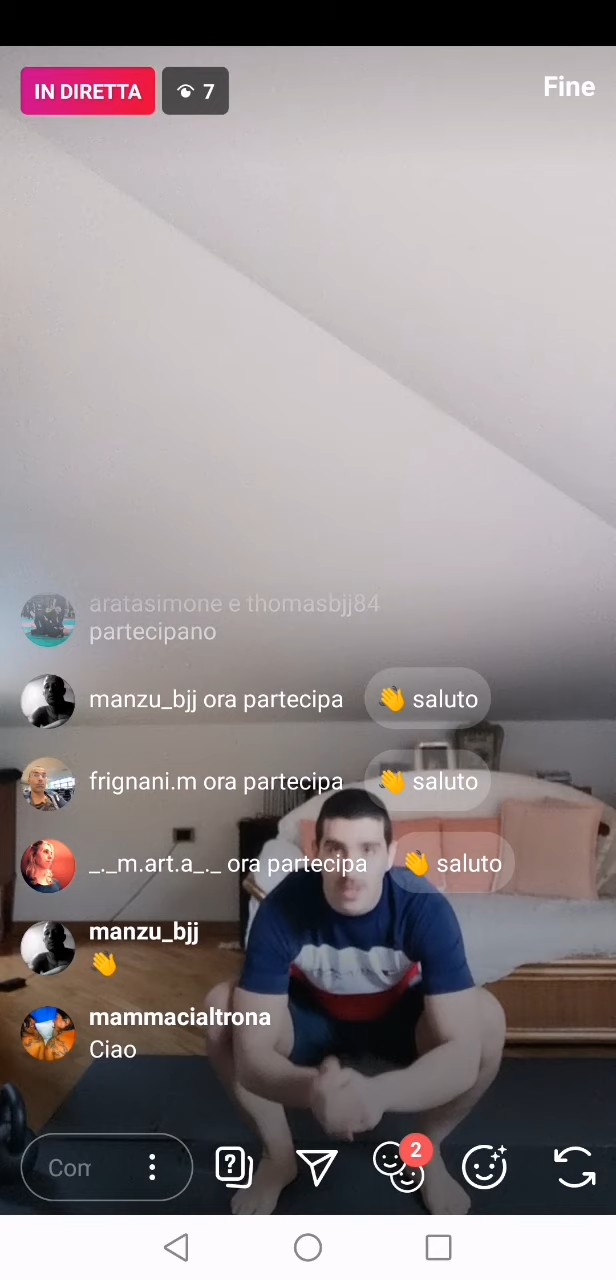 IN DIRETTA
7
Fine
aratasimone e thomasbjj84
partecipano
manzu_bjj ora partecipa
👋 saluto
frignani.m ora partecipa
👋 saluto
_._m.art.a_._ ora partecipa
👋 saluto
manzu_bjj
👋
mammacialtrona
Ciao
Com
?
2